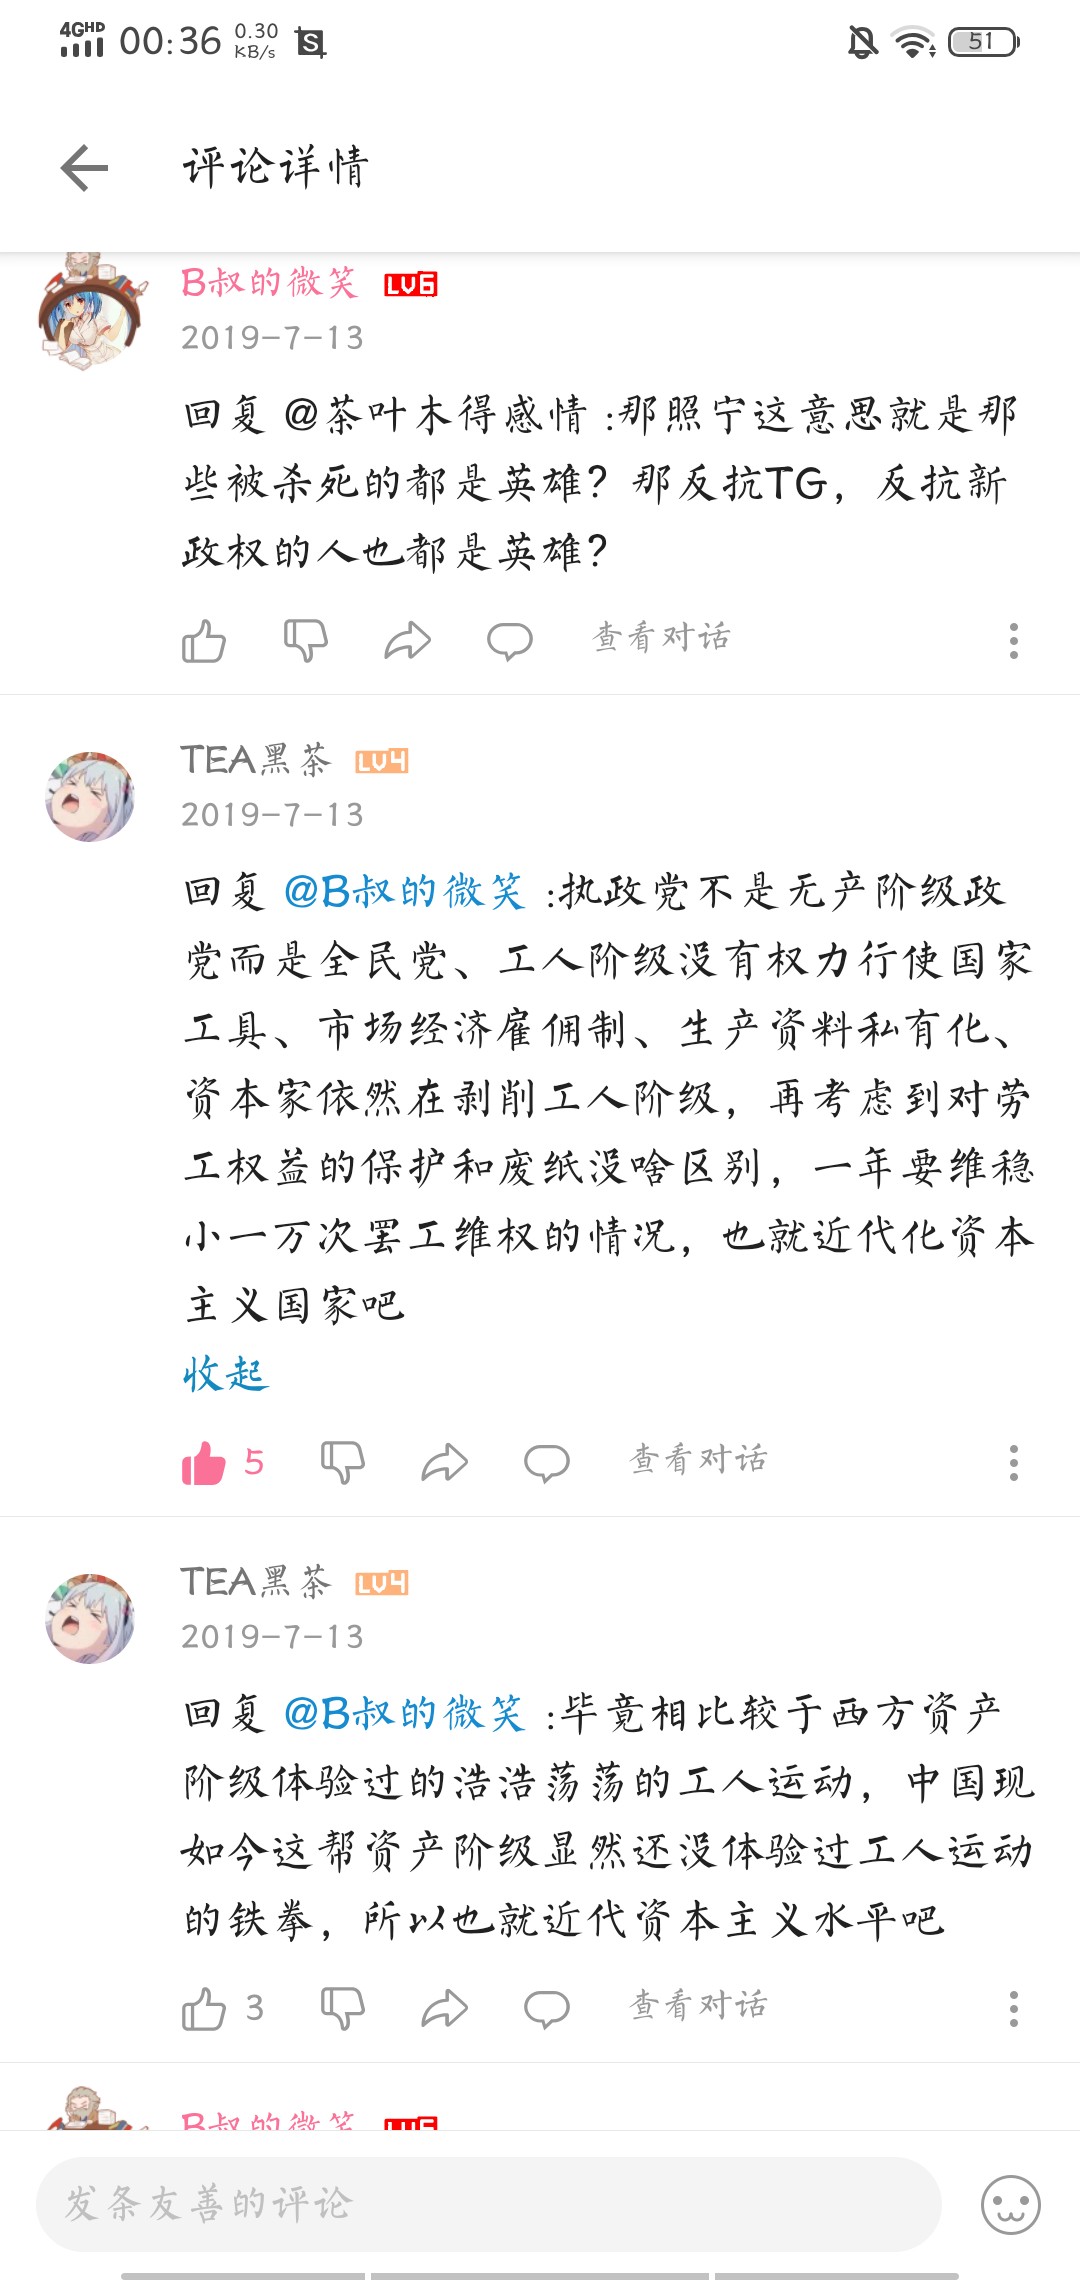 4GHD 00:36 0.30 KB/s S 51
评论详情
B叔的微笑 LV6
2019-7-13
回复 @茶叶木得感情 :那照宁这意思就是那
些被杀死的都是英雄？那反抗TG，反抗新
政权的人也都是英雄？
查看对话
TEA黑茶 LV4
2019-7-13
回复 @B叔的微笑 :执政党不是无产阶级政
党而是全民党、工人阶级没有权力行使国家
工具、市场经济雇佣制、生产资料私有化、
资本家依然在剥削工人阶级，再考虑到对劳
工权益的保护和废纸没啥区别，一年要维稳
小一万次罢工维权的情况，也就近代化资本
主义国家吧
收起
5 查看对话
TEA黑茶 LV4
2019-7-13
回复 @B叔的微笑 :毕竟相比较于西方资产
阶级体验过的浩浩荡荡的工人运动，中国现
如今这帮资产阶级显然还没体验过工人运动
的铁拳，所以也就近代资本主义水平吧
3 查看对话
B叔的微笑 LV6
发条友善的评论